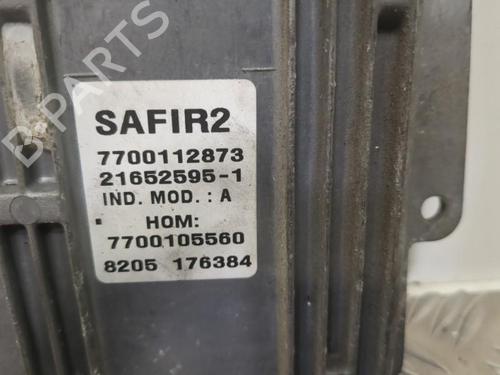 B-PARTS
SAFIR2
7700112873
21652595-1
IND. MOD. : A
HOM:
7700105560
8205 176384